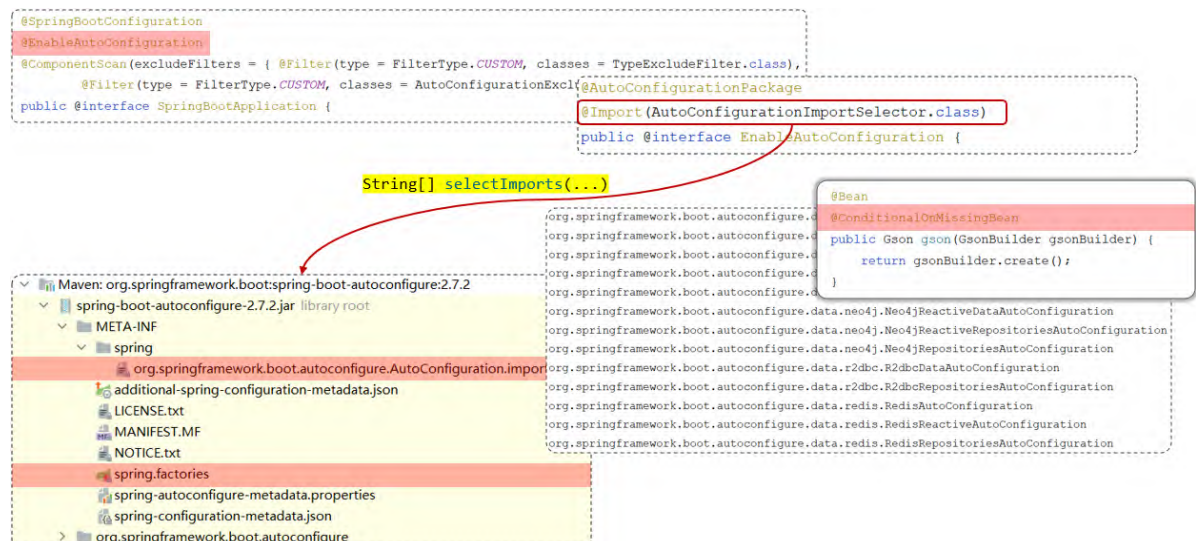 @SpringBootConfiguration
@EnableAutoConfiguration
@ComponentScan(excludeFilters = { @Filter(type = FilterType.CUSTOM, classes = TypeExcludeFilter.class),
@Filter(type = FilterType.CUSTOM, classes = AutoConfigurationExcl
public @interface SpringBootApplication {
@AutoConfigurationPackage
@Import(AutoConfigurationImportSelector.class)
public @interface EnableAutoConfiguration {
String[] selectImports(...)
@Bean
@ConditionalOnMissingBean
public Gson gson(GsonBuilder gsonBuilder) {
return gsonBuilder.create();
}
org.springframework.boot.autoconfigure.d
org.springframework.boot.autoconfigure.d
org.springframework.boot.autoconfigure.d
org.springframework.boot.autoconfigure.d
org.springframework.boot.autoconfigure.d
org.springframework.boot.autoconfigure.data.neo4j.Neo4jReactiveDataAutoConfiguration
org.springframework.boot.autoconfigure.data.neo4j.Neo4jReactiveRepositoriesAutoConfiguration
org.springframework.boot.autoconfigure.data.neo4j.Neo4jRepositoriesAutoConfiguration
org.springframework.boot.autoconfigure.data.r2dbc.R2dbcDataAutoConfiguration
org.springframework.boot.autoconfigure.data.r2dbc.R2dbcRepositoriesAutoConfiguration
org.springframework.boot.autoconfigure.data.redis.RedisAutoConfiguration
org.springframework.boot.autoconfigure.data.redis.RedisReactiveAutoConfiguration
org.springframework.boot.autoconfigure.data.redis.RedisRepositoriesAutoConfiguration
Maven: org.springframework.boot:spring-boot-autoconfigure:2.7.2
spring-boot-autoconfigure-2.7.2.jar library root
META-INF
spring
org.springframework.boot.autoconfigure.AutoConfiguration.impor
additional-spring-configuration-metadata.json
LICENSE.txt
MANIFEST.MF
NOTICE.txt
spring.factories
spring-autoconfigure-metadata.properties
spring-configuration-metadata.json
org.springframework.boot.autoconfigure